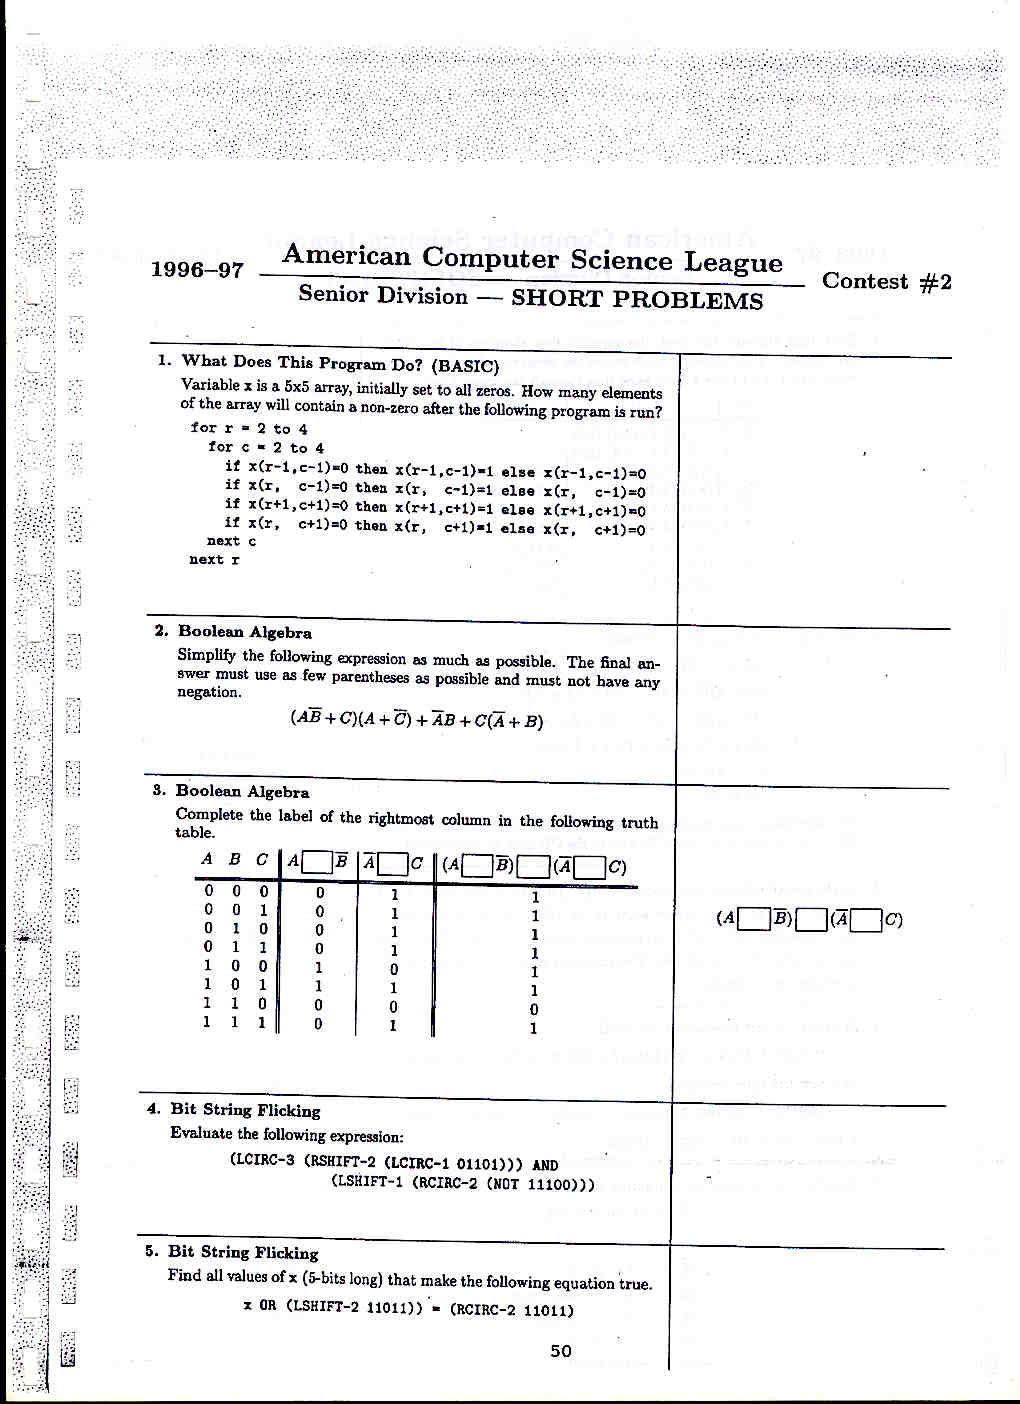 1996–97 American Computer Science League Contest #2
Senior Division — SHORT PROBLEMS
1. What Does This Program Do? (BASIC)
Variable x is a 5x5 array, initially set to all zeros. How many elements
of the array will contain a non-zero after the following program is run?
for r = 2 to 4
for c = 2 to 4
if x(r-1,c-1)=0 then x(r-1,c-1)=1 else x(r-1,c-1)=0
if x(r, c-1)=0 then x(r, c-1)=1 else x(r, c-1)=0
if x(r+1,c+1)=0 then x(r+1,c+1)=1 else x(r+1,c+1)=0
if x(r, c+1)=0 then x(r, c+1)=1 else x(r, c+1)=0
next c
next r
2. Boolean Algebra
Simplify the following expression as much as possible. The final an-
swer must use as few parentheses as possible and must not have any
negation.
(AB̅ + C)(A + C̅) + A̅B + C(A̅ + B)
3. Boolean Algebra
Complete the label of the rightmost column in the following truth
table.
A B C A□B̅ A̅□C (A□B̅)□(A̅□C)
0 0 0 0 1 1
0 0 1 0 1 1
0 1 0 0 1 1
0 1 1 0 1 1
1 0 0 1 0 1
1 0 1 1 1 1
1 1 0 0 0 0
1 1 1 0 1 1
(A□B̅)□(A̅□C)
4. Bit String Flicking
Evaluate the following expression:
(LCIRC-3 (RSHIFT-2 (LCIRC-1 01101))) AND
(LSHIFT-1 (RCIRC-2 (NOT 11100)))
5. Bit String Flicking
Find all values of x (5-bits long) that make the following equation true.
x OR (LSHIFT-2 11011)) = (RCIRC-2 11011)
50